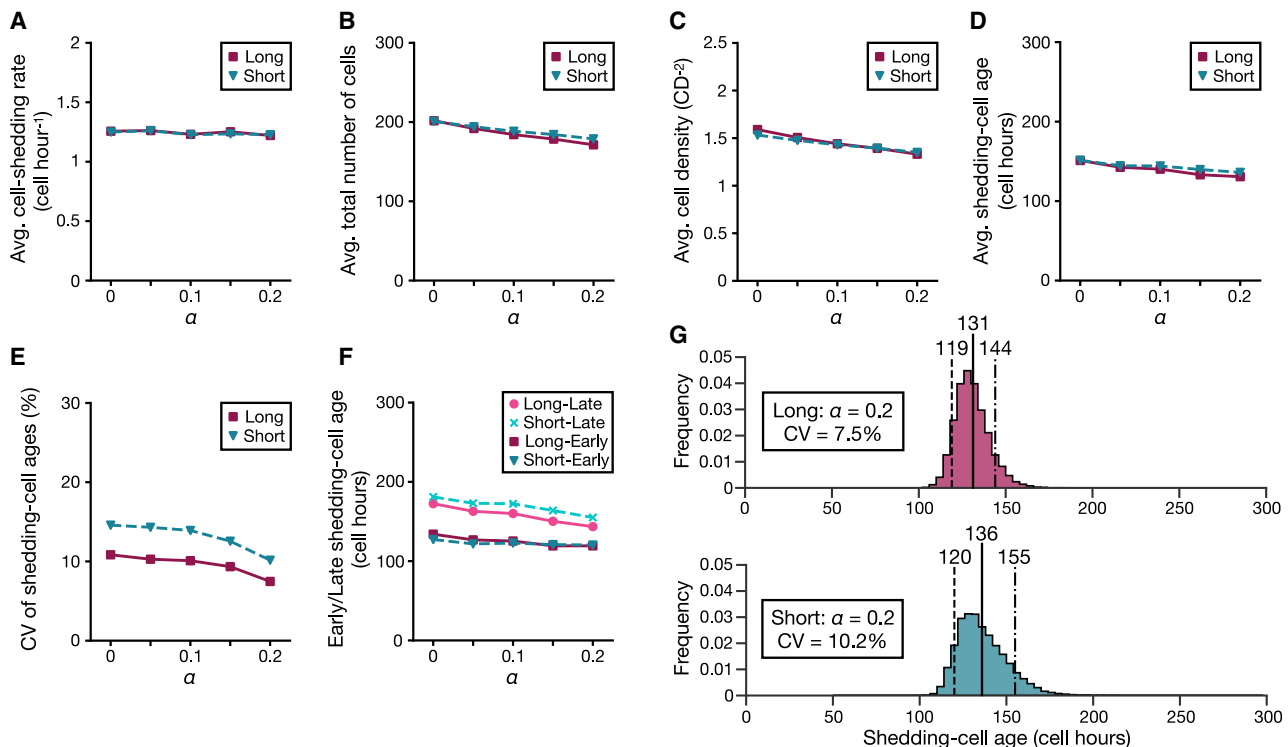 A
Avg. cell-shedding rate
(cell hour-1)
2
1.5
1
0.5
0
0
0.1
0.2
α
Long
Short
B
Avg. total number of cells
300
200
100
0
0
0.1
0.2
α
Long
Short
C
Avg. cell density (CD-2)
2.5
2
1.5
1
0.5
0
0
0.1
0.2
α
Long
Short
D
Avg. shedding-cell age
(cell hours)
300
200
100
0
0
0.1
0.2
α
Long
Short
E
CV of shedding-cell ages (%)
30
20
10
0
0
0.1
0.2
α
Long
Short
F
Early/Late shedding-cell age
(cell hours)
300
200
100
0
0
0.1
0.2
α
Long-Late
Short-Late
Long-Early
Short-Early
G
Frequency
0.05
0.04
0.03
0.02
0.01
0
131
119
144
Long: α = 0.2
CV = 7.5%
0
50
100
150
200
250
300
Frequency
0.05
0.04
0.03
0.02
0.01
0
136
120
155
Short: α = 0.2
CV = 10.2%
0
50
100
150
200
250
300
Shedding-cell age (cell hours)